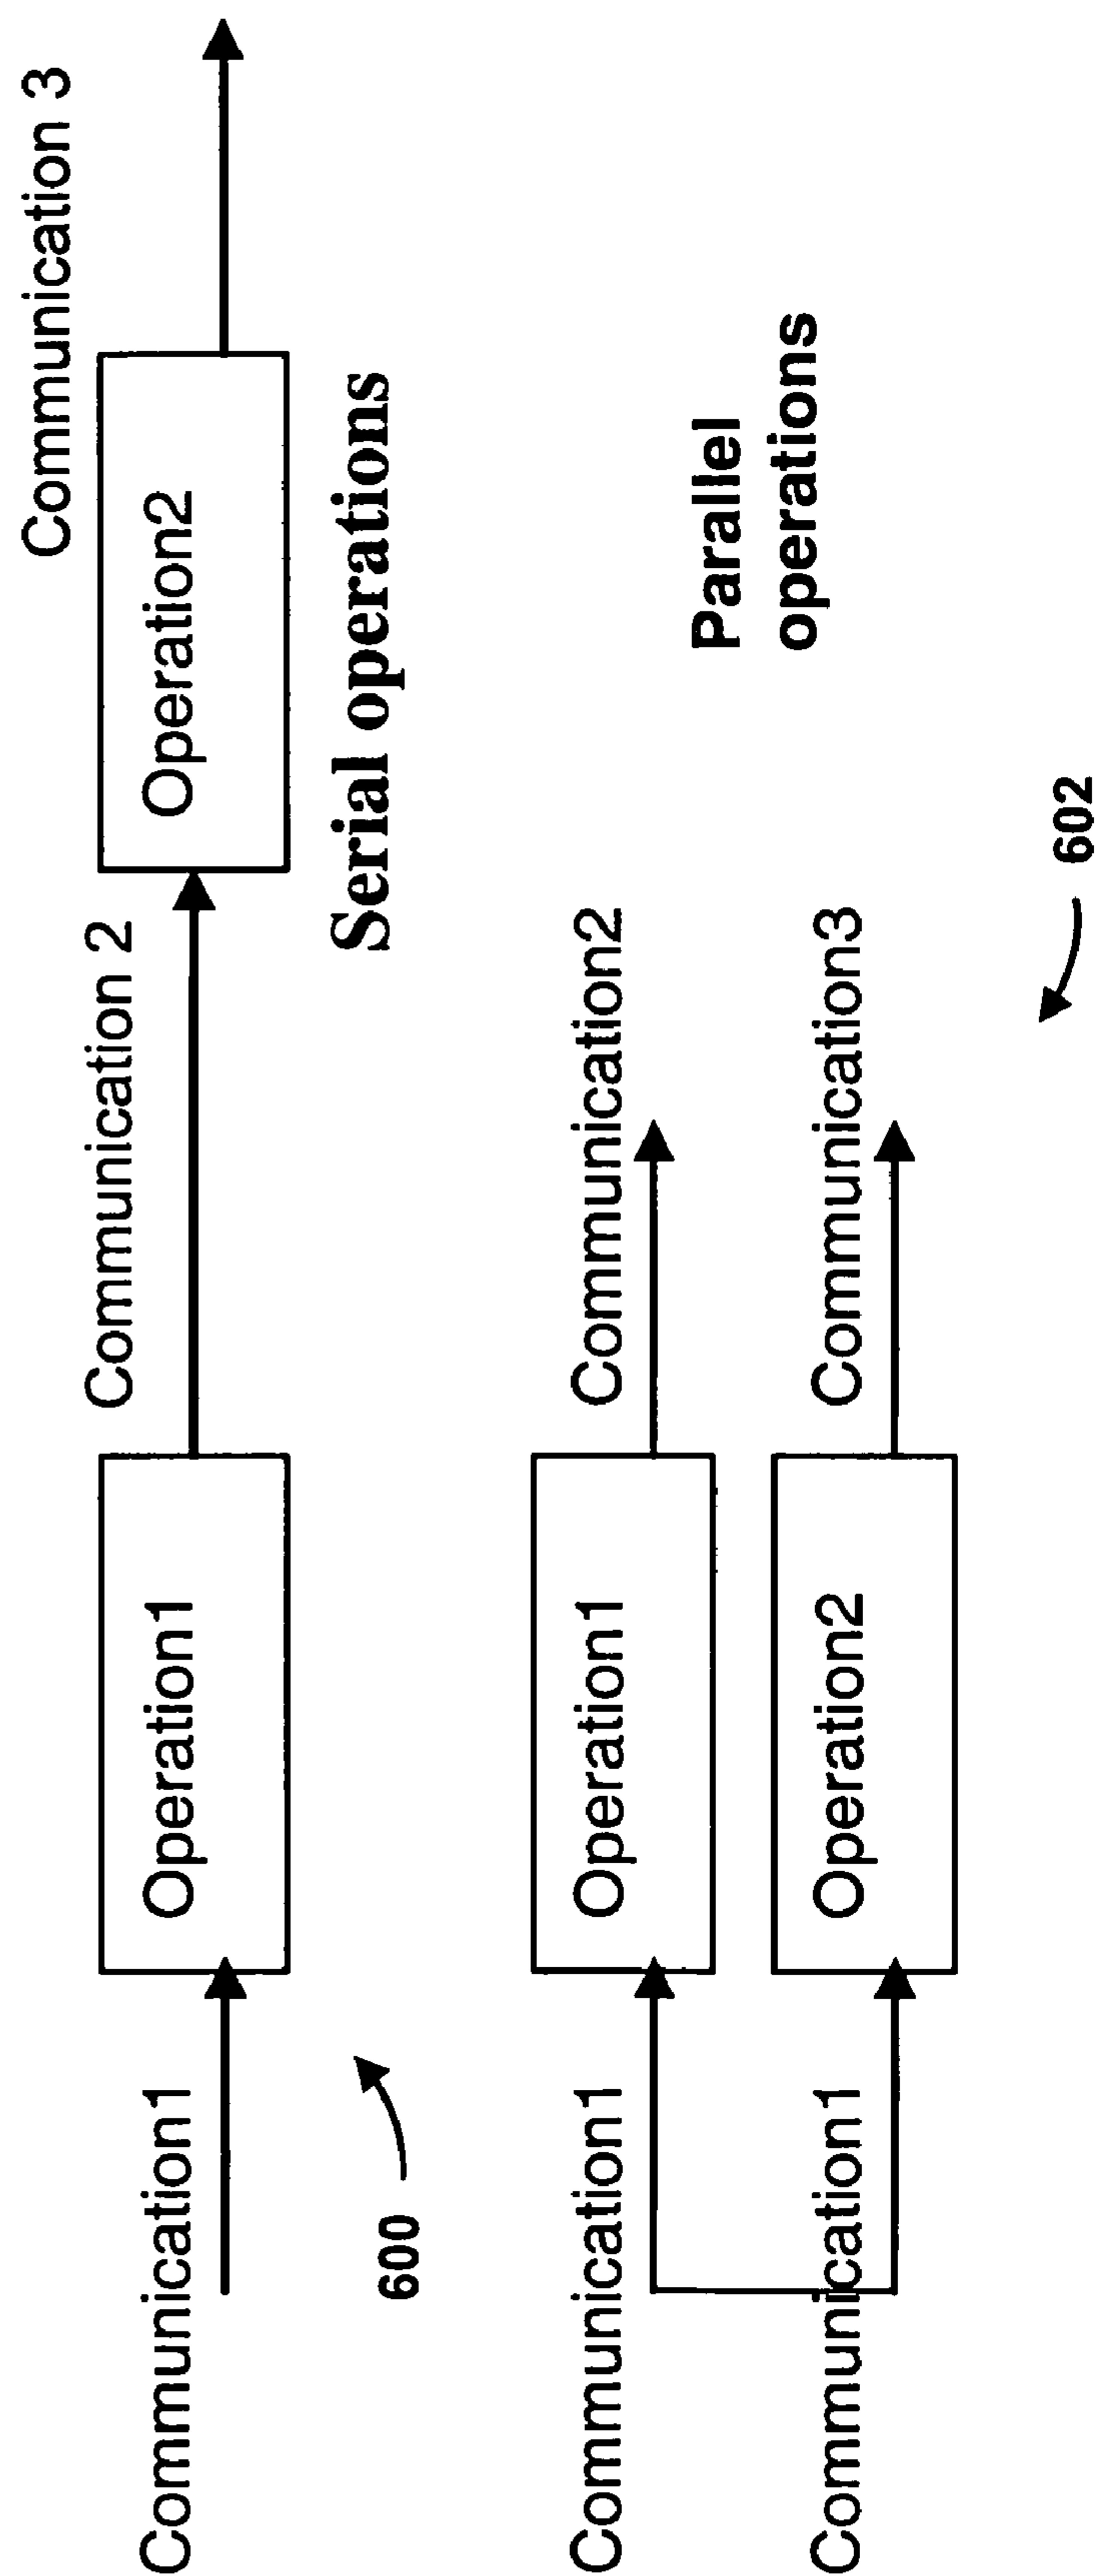 Communication 3
Communication 2
Communication1
Operation1
Operation2
Serial operations
600
Communication1
Operation1
Communication2
Parallel
operations
Communication1
Operation2
Communication3
602